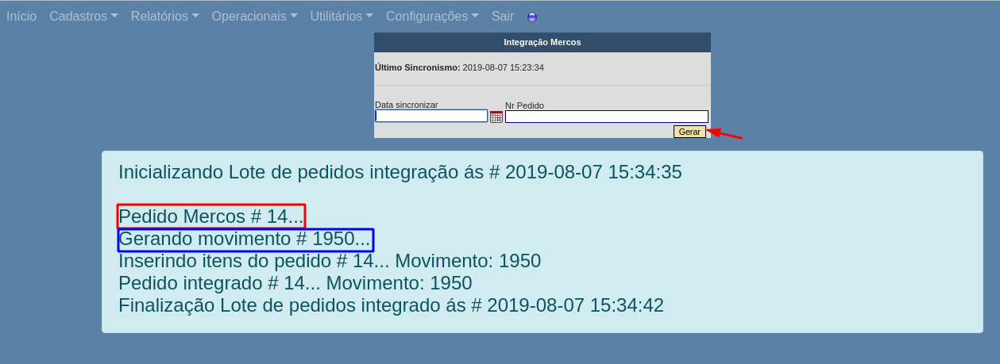 Início Cadastros Relatórios Operacionais Utilitários Configurações Sair
Integração Mercos
Último Sincronismo: 2019-08-07 15:23:34
Data sincronizar Nr Pedido
Gerar
Inicializando Lote de pedidos integração ás # 2019-08-07 15:34:35
Pedido Mercos # 14...
Gerando movimento # 1950...
Inserindo itens do pedido # 14... Movimento: 1950
Pedido integrado # 14... Movimento: 1950
Finalização Lote de pedidos integrado ás # 2019-08-07 15:34:42